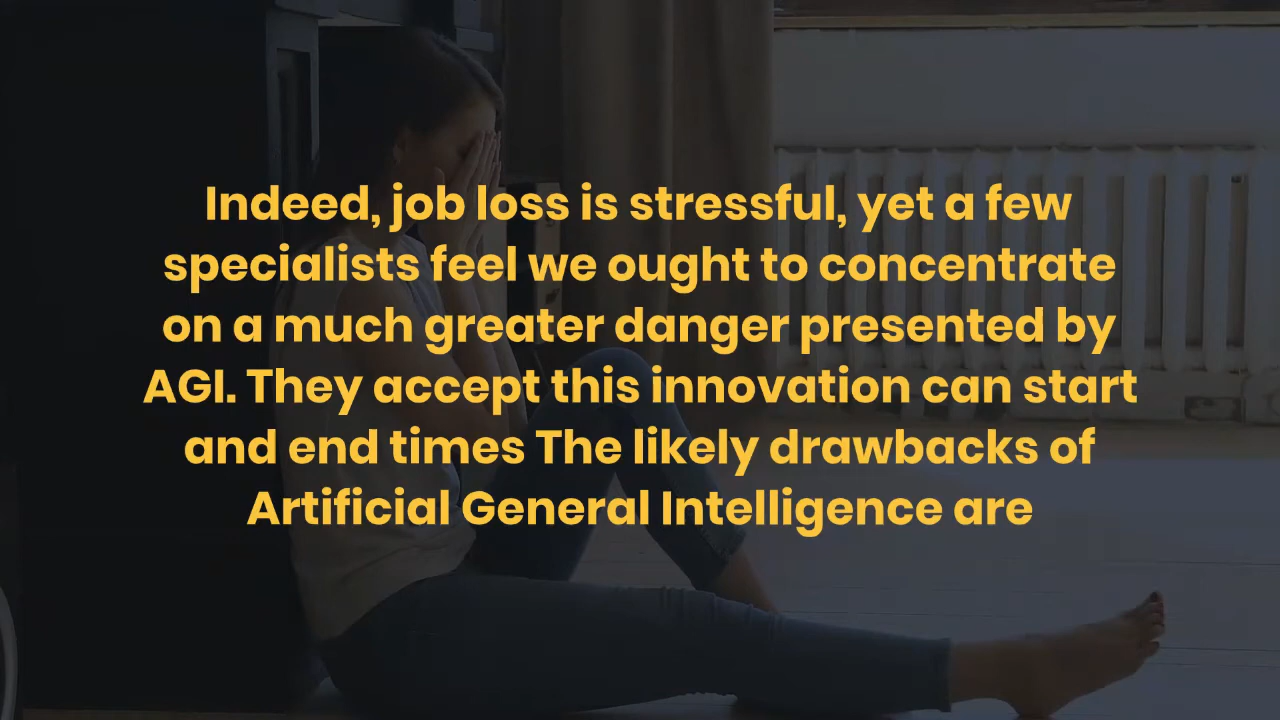 Indeed, job loss is stressful, yet a few
specialists feel we ought to concentrate
on a much greater danger presented by
AGI. They accept this innovation can start
and end times The likely drawbacks of
Artificial General Intelligence are